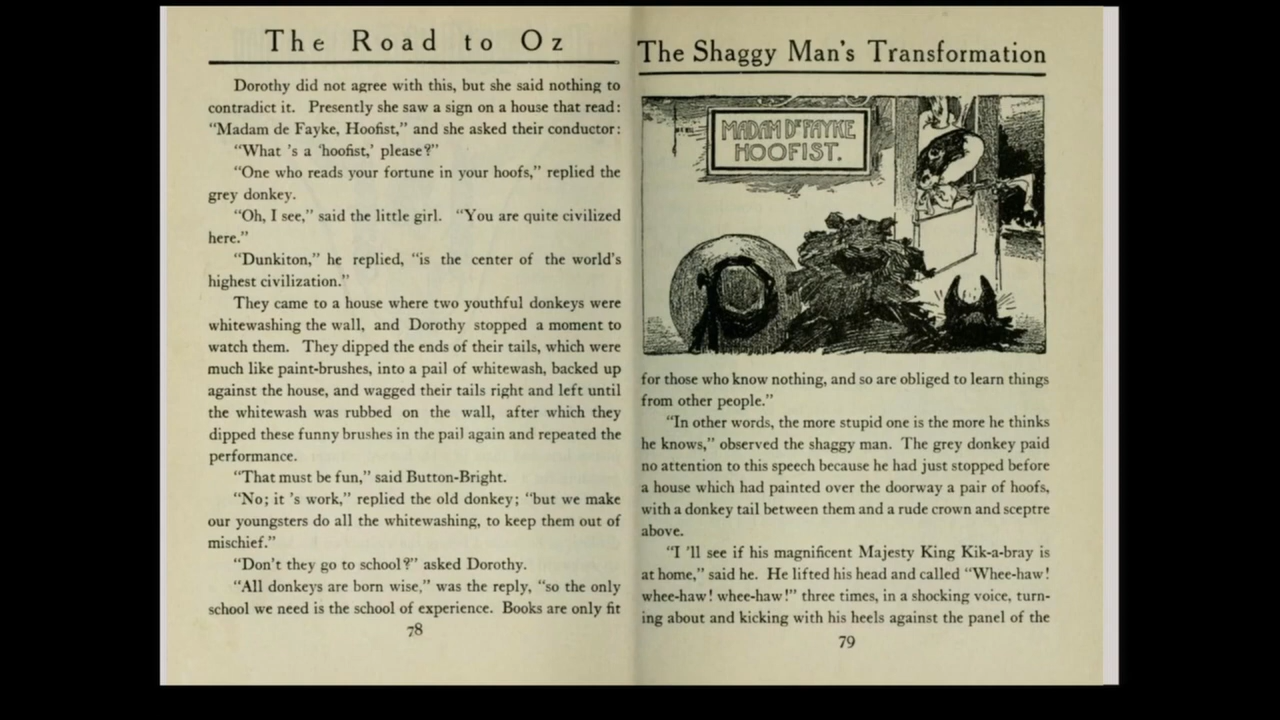 The Road to Oz
Dorothy did not agree with this, but she said nothing to
contradict it. Presently she saw a sign on a house that read:
"Madam de Fayke, Hoofist," and she asked their conductor:
"What 's a 'hoofist,' please?"
"One who reads your fortune in your hoofs," replied the
grey donkey.
"Oh, I see," said the little girl. "You are quite civilized
here."
"Dunkiton," he replied, "is the center of the world's
highest civilization."
They came to a house where two youthful donkeys were
whitewashing the wall, and Dorothy stopped a moment to
watch them. They dipped the ends of their tails, which were
much like paint-brushes, into a pail of whitewash, backed up
against the house, and wagged their tails right and left until
the whitewash was rubbed on the wall, after which they
dipped these funny brushes in the pail again and repeated the
performance.
"That must be fun," said Button-Bright.
"No; it 's work," replied the old donkey; "but we make
our youngsters do all the whitewashing, to keep them out of
mischief."
"Don't they go to school?" asked Dorothy.
"All donkeys are born wise," was the reply, "so the only
school we need is the school of experience. Books are only fit
78
The Shaggy Man's Transformation
MADAM DE FAYKE
HOOFIST.
for those who know nothing, and so are obliged to learn things
from other people."
"In other words, the more stupid one is the more he thinks
he knows," observed the shaggy man. The grey donkey paid
no attention to this speech because he had just stopped before
a house which had painted over the doorway a pair of hoofs,
with a donkey tail between them and a rude crown and sceptre
above.
"I 'll see if his magnificent Majesty King Kik-a-bray is
at home," said he. He lifted his head and called "Whee-haw!
whee-haw! whee-haw!" three times, in a shocking voice, turn-
ing about and kicking with his heels against the panel of the
79